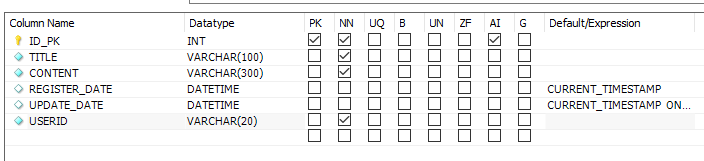 Column Name Datatype PK NN UQ B UN ZF AI G Default/Expression
ID_PK INT
TITLE VARCHAR(100)
CONTENT VARCHAR(300)
REGISTER_DATE DATETIME CURRENT_TIMESTAMP
UPDATE_DATE DATETIME CURRENT_TIMESTAMP ON...
USERID VARCHAR(20)